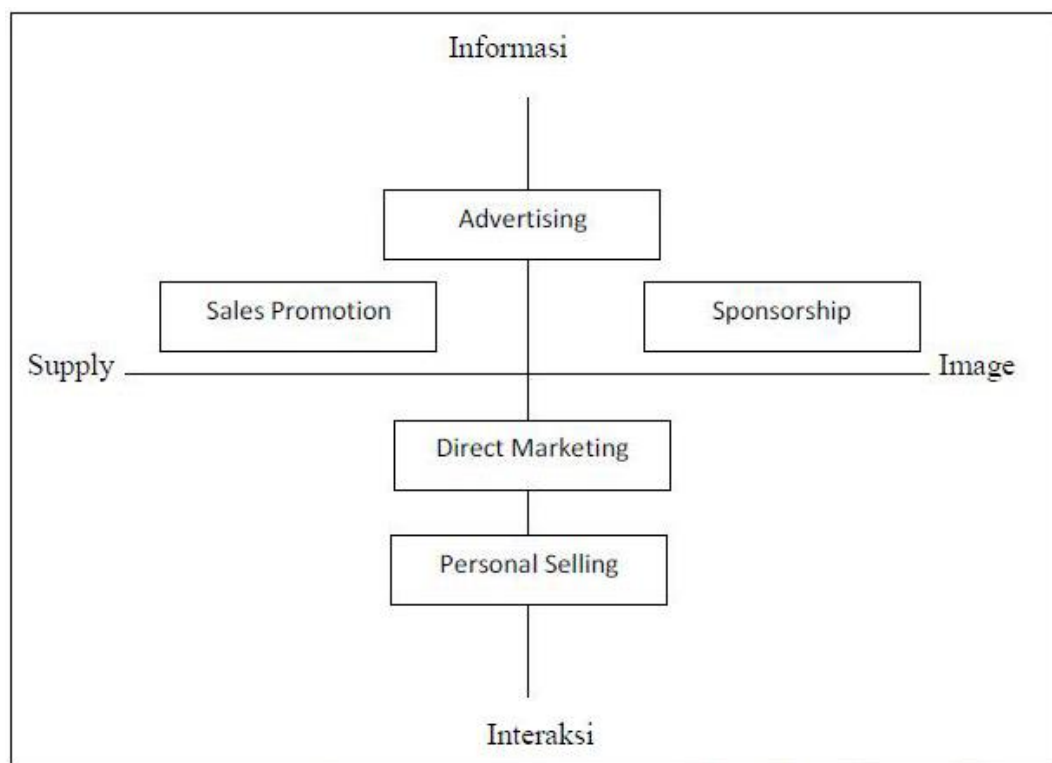 Informasi
Advertising
Sales Promotion
Sponsorship
Supply
Image
Direct Marketing
Personal Selling
Interaksi